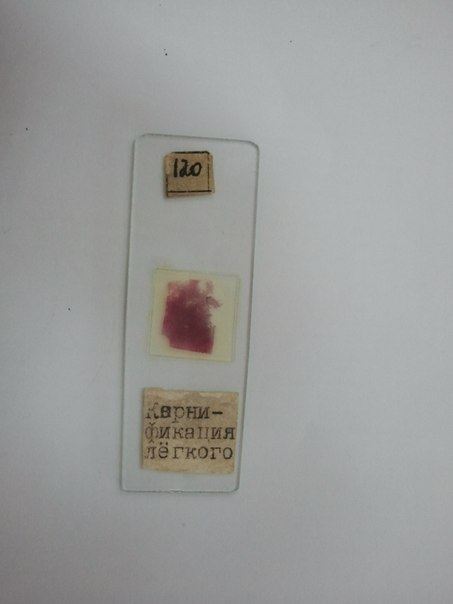 120
Карни-
фикация
лёгкого